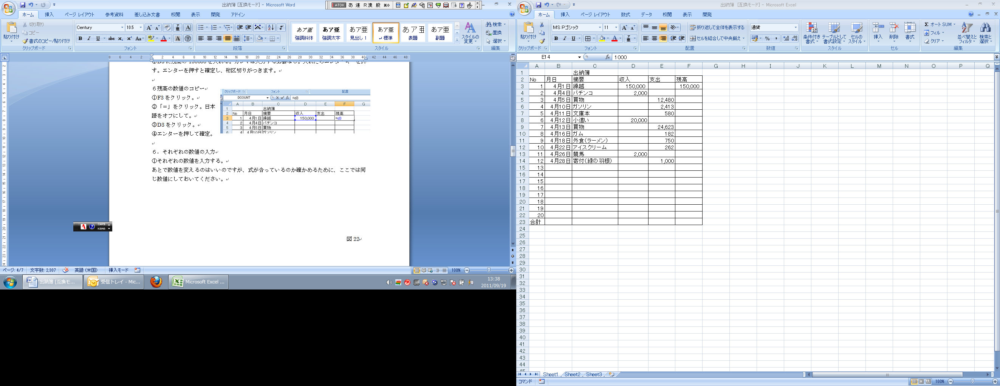 出納簿 [互換モード] - Microsoft Word
ATOK あ 連 R漢 般 英小
ホーム 挿入 ページ レイアウト 参考資料 差し込み文書 校閲 表示 開発 アドイン
貼り付け
切り取り
コピー
書式のコピー/貼り付け
クリップボード
Century 10.5
フォント
段落
あア亜 あア亜 あア亜 あア亜 あア亜 あア亜
強調斜体 強調太字 見出し 1 ↵標準 表題 副題
スタイルの変更
スタイル
検索
置換
選択
編集
8 6 4 2 2 4 6 8 10 12 14 16 18 20 22 24 26 28 30 32 34 36 38 40 42 44 46 48
す。エンターを押すと確定し、桁区切りがつきます。
6残高の数値のコピー
①F3 をクリック。
②「＝」をクリック。日本
語をオフにして。
③D3 をクリック。
④エンターを押して確定。
クリップボード フォント 配置
DCOUNT =d3
A B C D E F G
1 出納簿
2 No 月日 摘要 収入 支出 残高
3 1 4月1日 繰越 150,000 =d3
4 2 4月4日 パチンコ
5 3 4月5日 買物
6 4 4月10日 ガソリン
6．それぞれの数値の入力
①それぞれの数値を入力する。
あとで数値を変えるのはいいのですが、式が合っているのか確かめるために、ここでは同
じ数値にしておいてください。
CAPS
KANA
図 22
ページ: 4/7 文字数: 2,307 英語 (米国) 挿入モード 100%
出納簿 [互換モ... 受信トレイ - Mic... Microsoft Excel ...
13:38
2011/09/19
出納簿 [互換モード] - Microsoft Excel
ホーム 挿入 ページ レイアウト 数式 データ 校閲 表示 開発
貼り付け
クリップボード
MS Pゴシック 11
フォント
折り返して全体を表示する
セルを結合して中央揃え
配置
通貨
数値
条件付き書式 テーブルとして書式設定 セルのスタイル
スタイル
挿入 削除 書式
セル
Σ オート SUM
フィル
クリア
並べ替えとフィルタ 検索と選択
編集
E14 fx 1000
A B C D E F G H I J K L M N O P Q
1 出納簿
2 No 月日 摘要 収入 支出 残高
3 1 4月1日 繰越 150,000 150,000
4 2 4月4日 パチンコ 2,000
5 3 4月5日 買物 12,480
6 4 4月10日 ガソリン 2,413
7 5 4月11日 文庫本 580
8 6 4月12日 小遣い 20,000
9 7 4月13日 買物 24,623
10 8 4月16日 ガム 182
11 9 4月18日 外食(ラーメン) 750
12 10 4月22日 アイスクリーム 262
13 11 4月26日 競馬 2,000
14 12 4月28日 寄付(緑の羽根) 1,000
15 13
16 14
17 15
18 16
19 17
20 18
21 19
22 20
23 合計
24
25
26
27
28
29
30
31
32
33
34
35
36
37
38
39
40
41
42
43
44
45
Sheet1 Sheet2 Sheet3
コマンド 100%